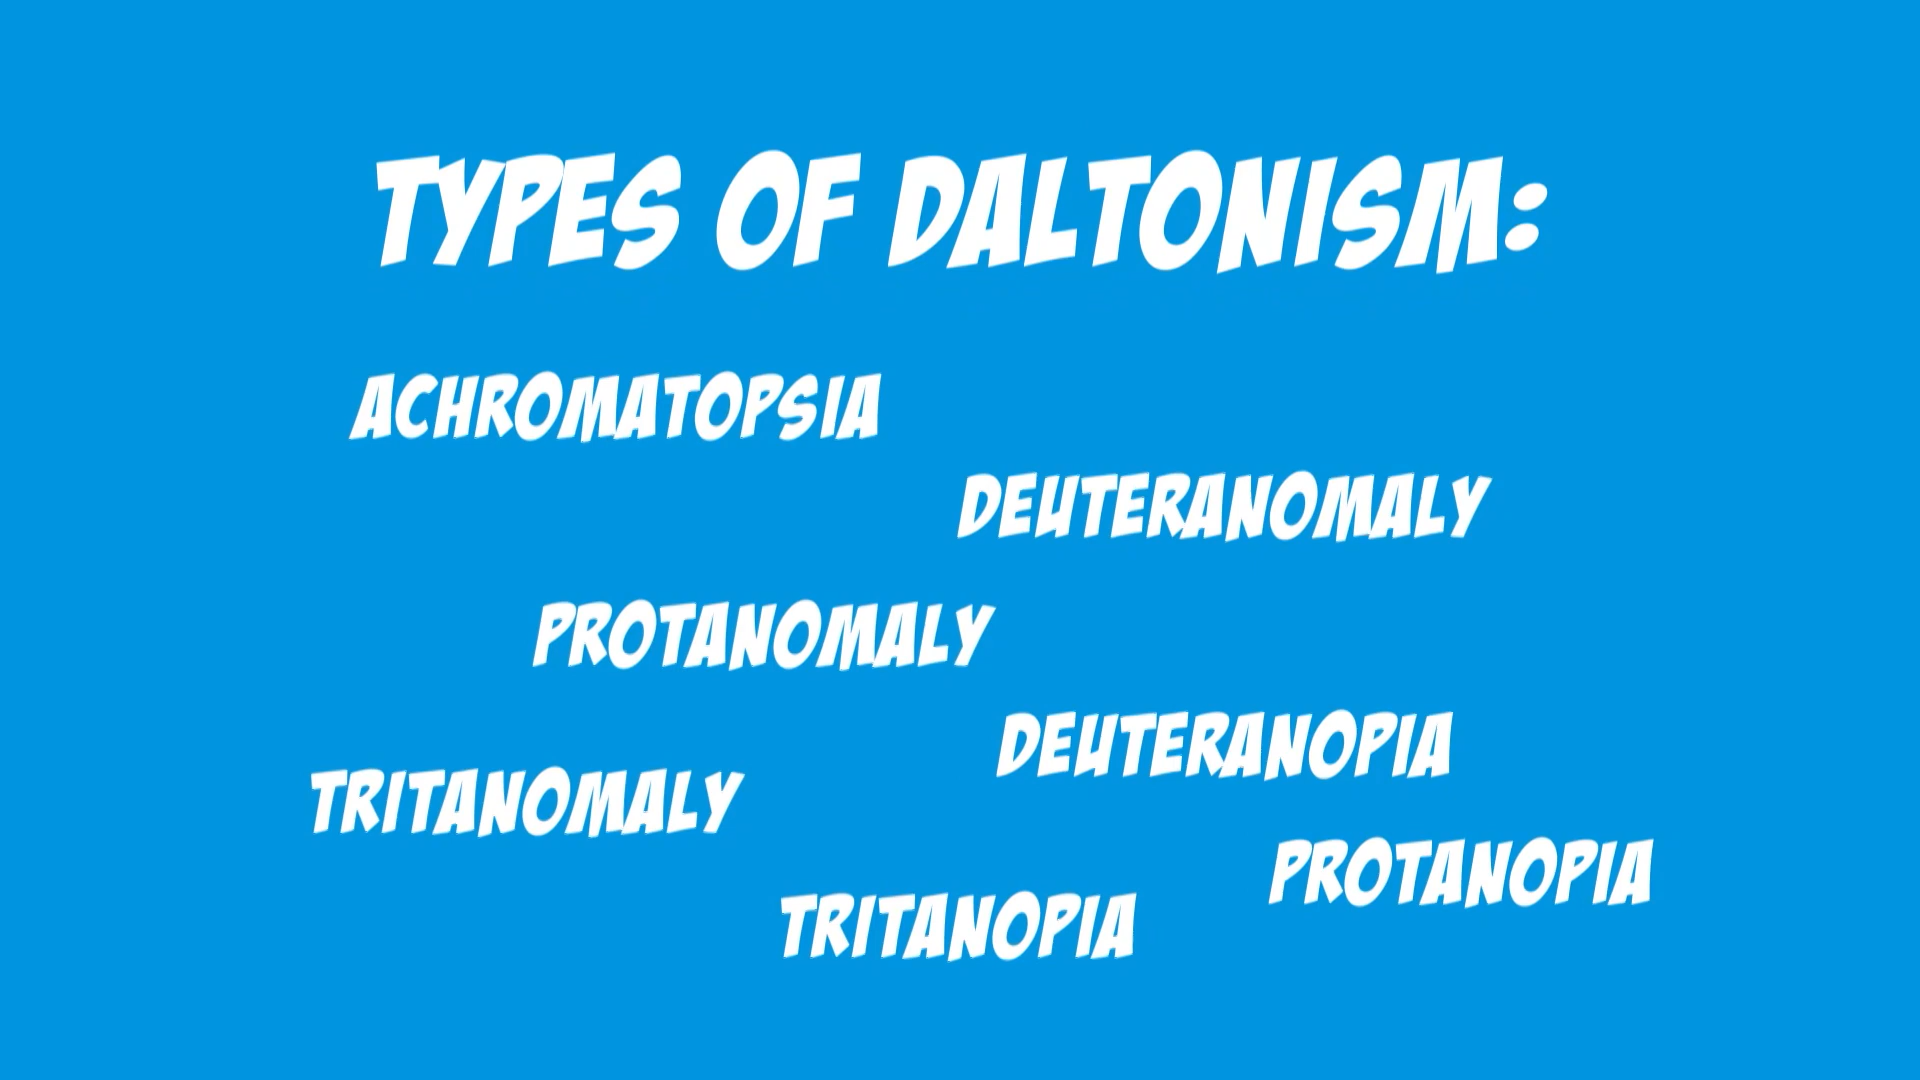 TYPES OF DALTONISM:
ACHROMATOPSIA
DEUTERANOMALY
PROTANOMALY
DEUTERANOPIA
TRITANOMALY
PROTANOPIA
TRITANOPIA